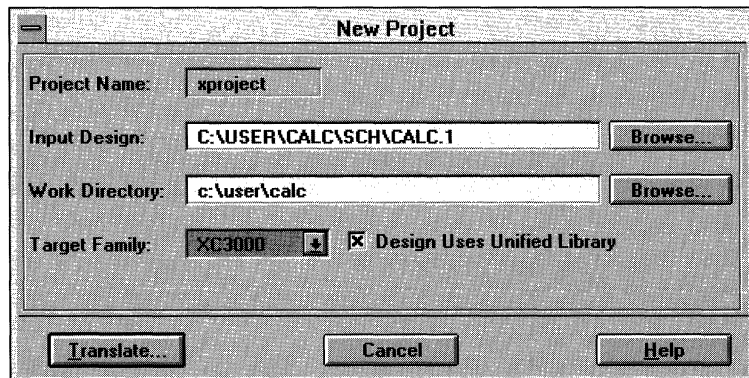 New Project
Project Name: xproject
Input Design: C:\USER\CALC\SCH\CALC.1 Browse...
Work Directory: c:\user\calc Browse...
Target Family: XC3000 Design Uses Unified Library
Translate... Cancel Help